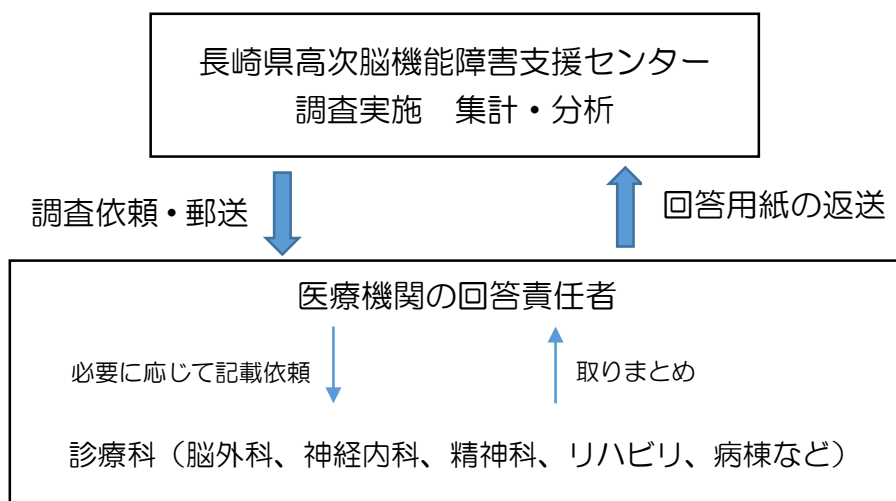 長崎県高次脳機能障害支援センター
調査実施　集計・分析
調査依頼・郵送
回答用紙の返送
医療機関の回答責任者
必要に応じて記載依頼
取りまとめ
診療科（脳外科、神経内科、精神科、リハビリ、病棟など）